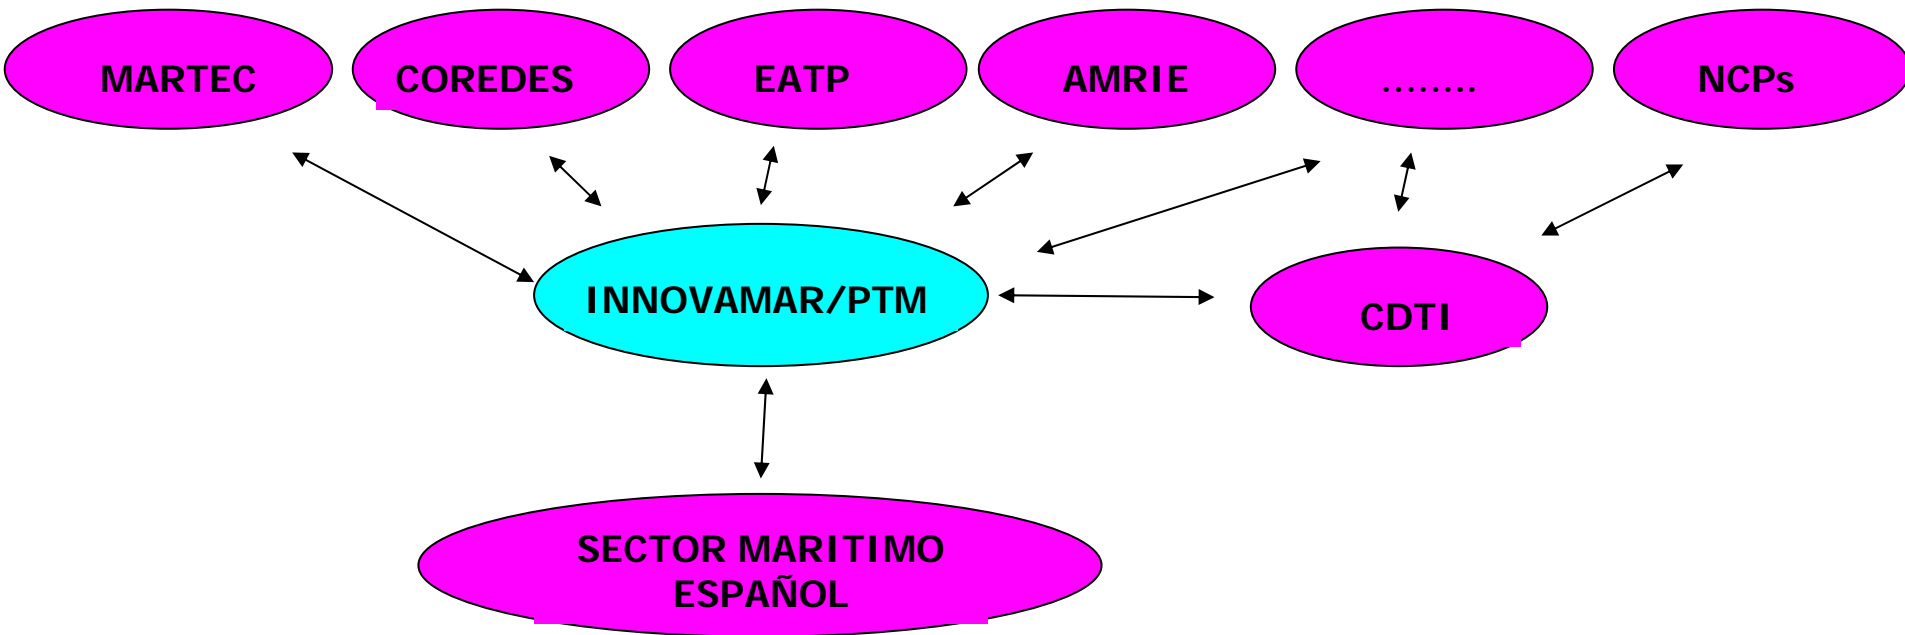 MARTEC COREDES EATP AMRIE ........ NCPs
INNOVAMAR/PTM
CDTI
SECTOR MARITIMO
ESPAÑOL